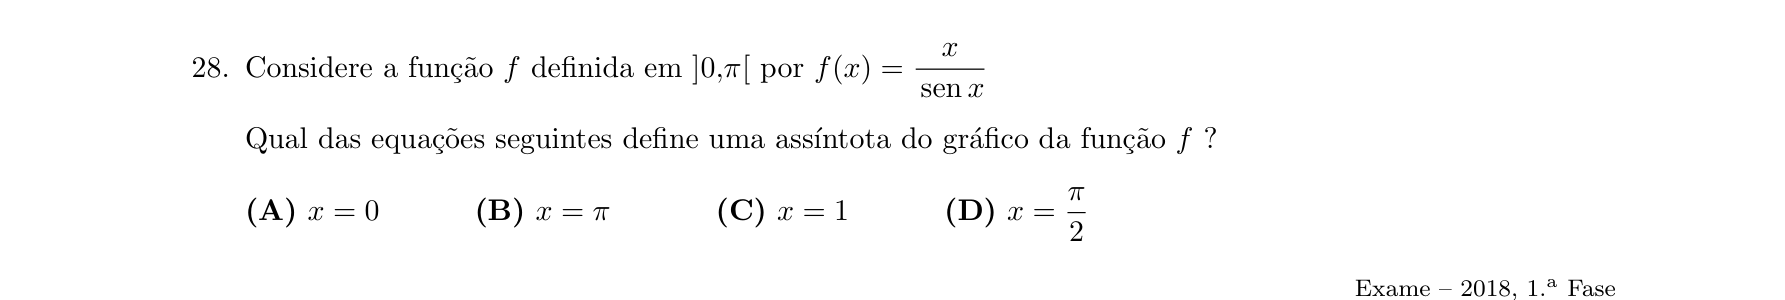 28. Considere a função f definida em ]0,π[ por f(x) = x / sen x
Qual das equações seguintes define uma assíntota do gráfico da função f ?
(A) x = 0 (B) x = π (C) x = 1 (D) x = π / 2
Exame – 2018, 1.ª Fase